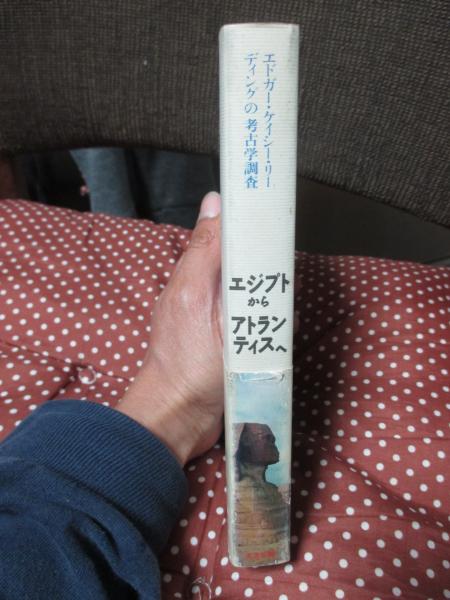 エドガー・ケイシー・リー
ディングの考古学調査
エジプト
から
アトラン
ティスへ